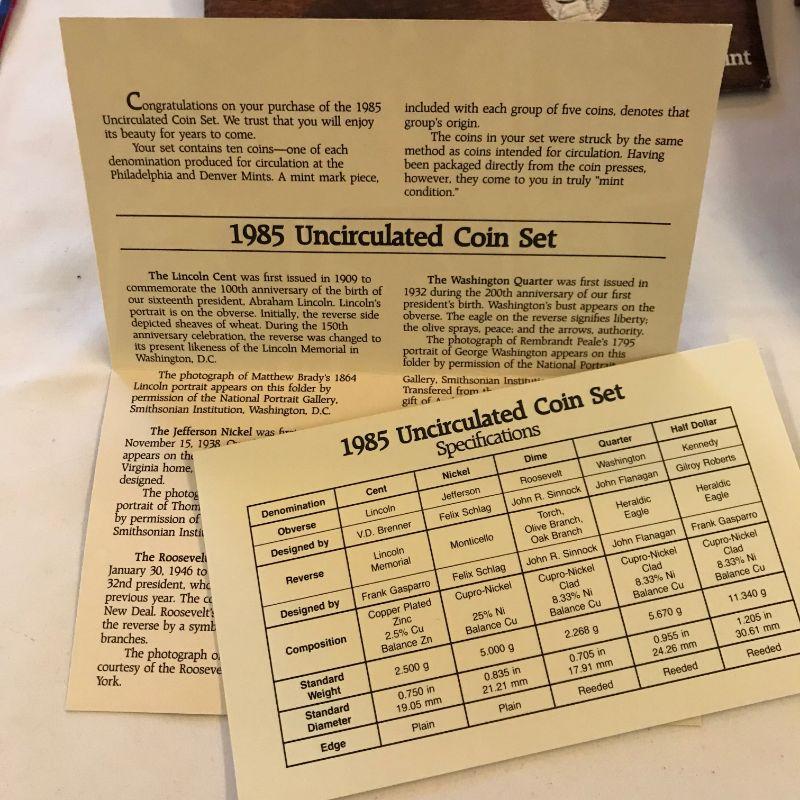 int
Congratulations on your purchase of the 1985
Uncirculated Coin Set. We trust that you will enjoy
its beauty for years to come.
Your set contains ten coins—one of each
denomination produced for circulation at the
Philadelphia and Denver Mints. A mint mark piece,
included with each group of five coins, denotes that
group's origin.
The coins in your set were struck by the same
method as coins intended for circulation. Having
been packaged directly from the coin presses,
however, they come to you in truly "mint
condition."
1985 Uncirculated Coin Set
The Lincoln Cent was first issued in 1909 to
commemorate the 100th anniversary of the birth of
our sixteenth president, Abraham Lincoln. Lincoln's
portrait is on the obverse. Initially, the reverse side
depicted sheaves of wheat. During the 150th
anniversary celebration, the reverse was changed to
its present likeness of the Lincoln Memorial in
Washington, D.C.
The photograph of Matthew Brady's 1864
Lincoln portrait appears on this folder by
permission of the National Portrait Gallery,
Smithsonian Institution, Washington, D.C.
The Jefferson Nickel was
November 15, 1938.
appears on the
Virginia home,
designed.
The photog
portrait of Thom
by permission of
Smithsonian Insti
The Roosevel
January 30, 1946 to
32nd president, who
previous year. The
New Deal. Roosevelt's
the reverse by a symb
branches.
The photograph o
courtesy of the Roosev
York.
The Washington Quarter was first issued in
1932 during the 200th anniversary of our first
president's birth. Washington's bust appears on the
obverse. The eagle on the reverse signifies liberty;
the olive sprays, peace; and the arrows, authority.
The photograph of Rembrandt Peale's 1795
portrait of George Washington appears on this
folder by permission of the National Portrait
Gallery, Smithsonian
Transfered from
gift of
1985 Uncirculated Coin Set
Specifications
Denomination Cent Nickel Dime Quarter Half Dollar
Obverse Lincoln Jefferson Roosevelt Washington Kennedy
Designed by V.D. Brenner Felix Schlag John R. Sinnock John Flanagan Gilroy Roberts
Reverse Lincoln Memorial Monticello Torch, Olive Branch, Oak Branch Heraldic Eagle Heraldic Eagle
Designed by Frank Gasparro Felix Schlag John R. Sinnock John Flanagan Frank Gasparro
Composition Copper Plated Zinc 2.5% Cu Balance Zn Cupro-Nickel 25% Ni Balance Cu Cupro-Nickel Clad 8.33% Ni Balance Cu Cupro-Nickel Clad 8.33% Ni Balance Cu Cupro-Nickel Clad 8.33% Ni Balance Cu
Standard Weight 2.500 g 5.000 g 2.268 g 5.670 g 11.340 g
Standard Diameter 0.750 in 19.05 mm 0.835 in 21.21 mm 0.705 in 17.91 mm 0.955 in 24.26 mm 1.205 in 30.61 mm
Edge Plain Plain Reeded Reeded Reeded